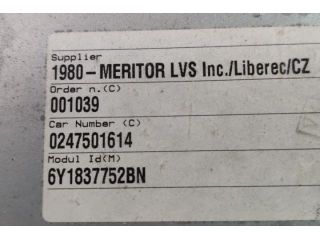 Supplier
1980-MERITOR LVS Inc./Liberec/CZ
Order n.(C)
001039
Car Number (C)
0247501614
Modul Id(M)
6Y1837752BN